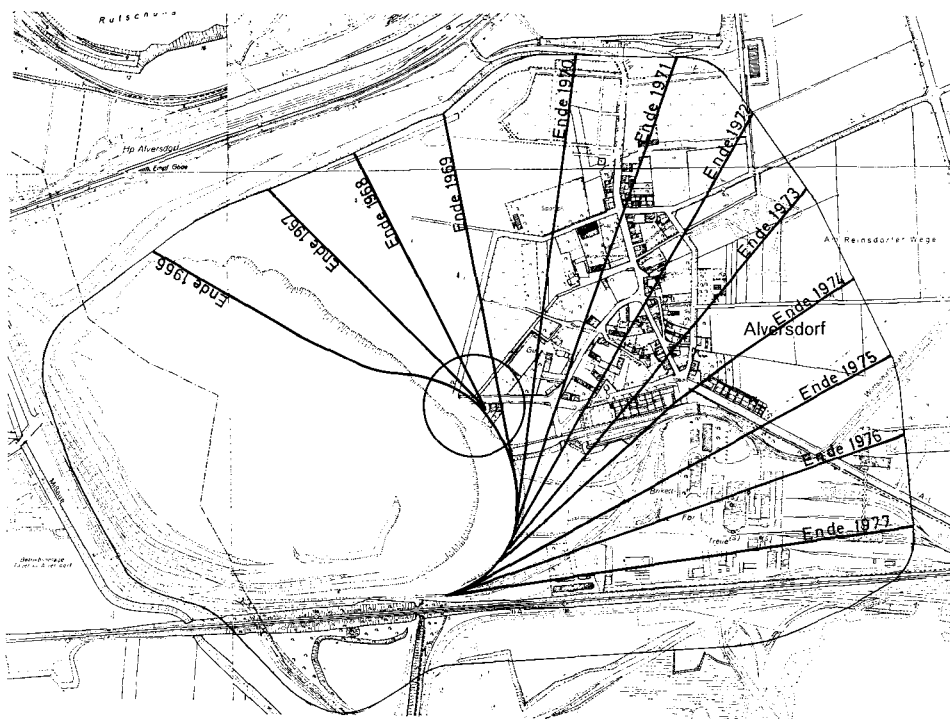 Rutschung
Hp Alversdorf
Ende 1966
Ende 1967
Ende 1968
Ende 1969
Ende 1970
Ende 1971
Ende 1972
Ende 1973
Am Reinsdorfer Wege
Ende 1974
Alversdorf
Ende 1975
Ende 1976
Ende 1977